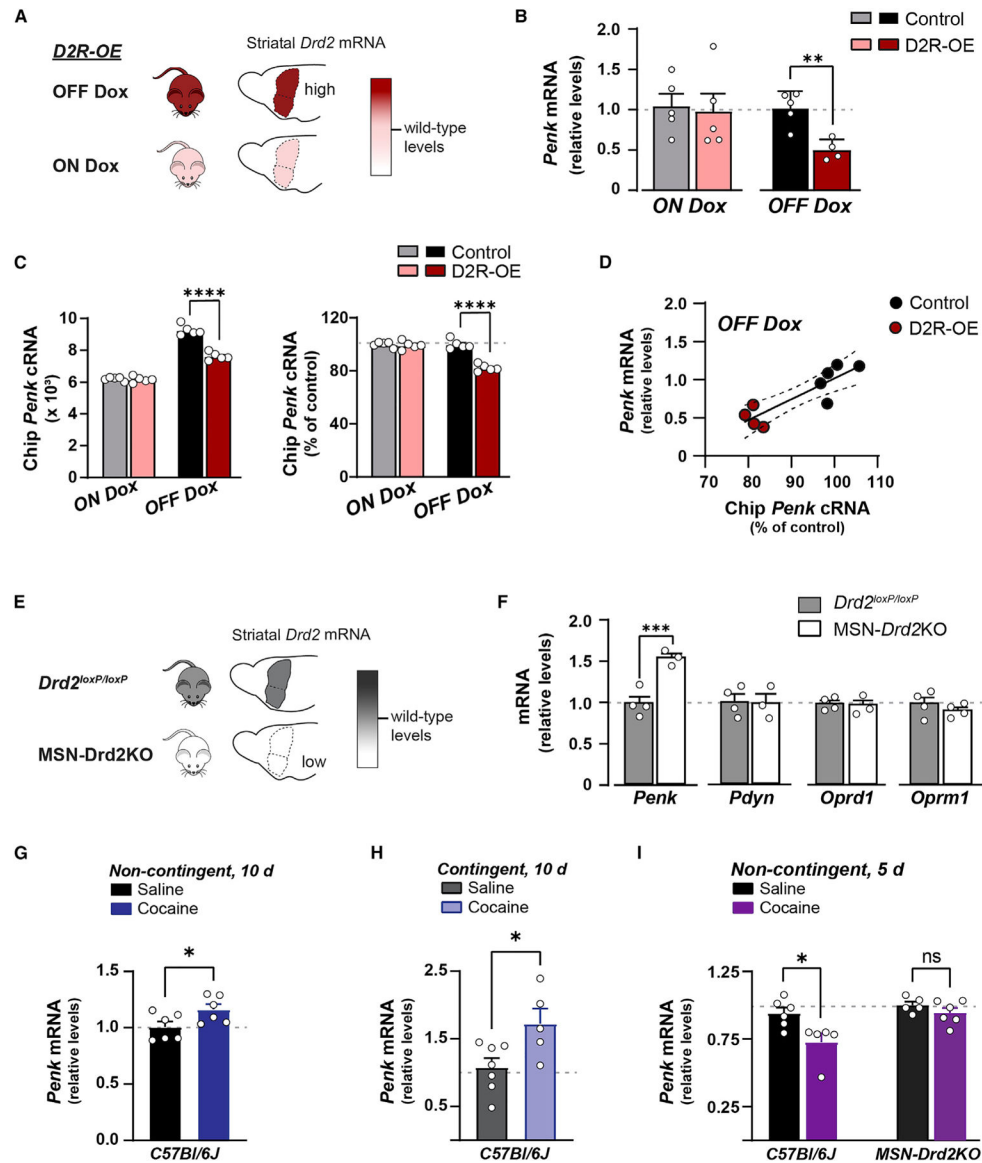 A
D2R-OE
Striatal Drd2 mRNA
OFF Dox
high
wild-type
levels
ON Dox
B
Control
D2R-OE
Penk mRNA
(relative levels)
2.0
1.5
1.0
0.5
0
**
ON Dox
OFF Dox
C
Control
D2R-OE
Chip Penk cRNA
(x 10³)
10
8
6
4
2
0
****
ON Dox
OFF Dox
Chip Penk cRNA
(% of control)
120
80
40
0
****
ON Dox
OFF Dox
D
Penk mRNA
(relative levels)
2.0
1.5
1.0
0.5
0
OFF Dox
Control
D2R-OE
70 80 90 100 110
Chip Penk cRNA
(% of control)
E
Striatal Drd2 mRNA
Drd2loxP/loxP
wild-type
levels
MSN-Drd2KO
low
F
Drd2loxP/loxP
MSN-Drd2KO
mRNA
(relative levels)
2.0
1.5
1.0
0.5
0
***
Penk
Pdyn
Oprd1
Oprm1
G
Non-contingent, 10 d
Saline
Cocaine
Penk mRNA
(relative levels)
1.5
1.0
0.5
0.0
*
C57Bl/6J
H
Contingent, 10 d
Saline
Cocaine
Penk mRNA
(relative levels)
2.5
1.5
0.5
*
C57Bl/6J
I
Non-contingent, 5 d
Saline
Cocaine
Penk mRNA
(relative levels)
1.25
0.75
0.25
*
ns
C57Bl/6J
MSN-Drd2KO